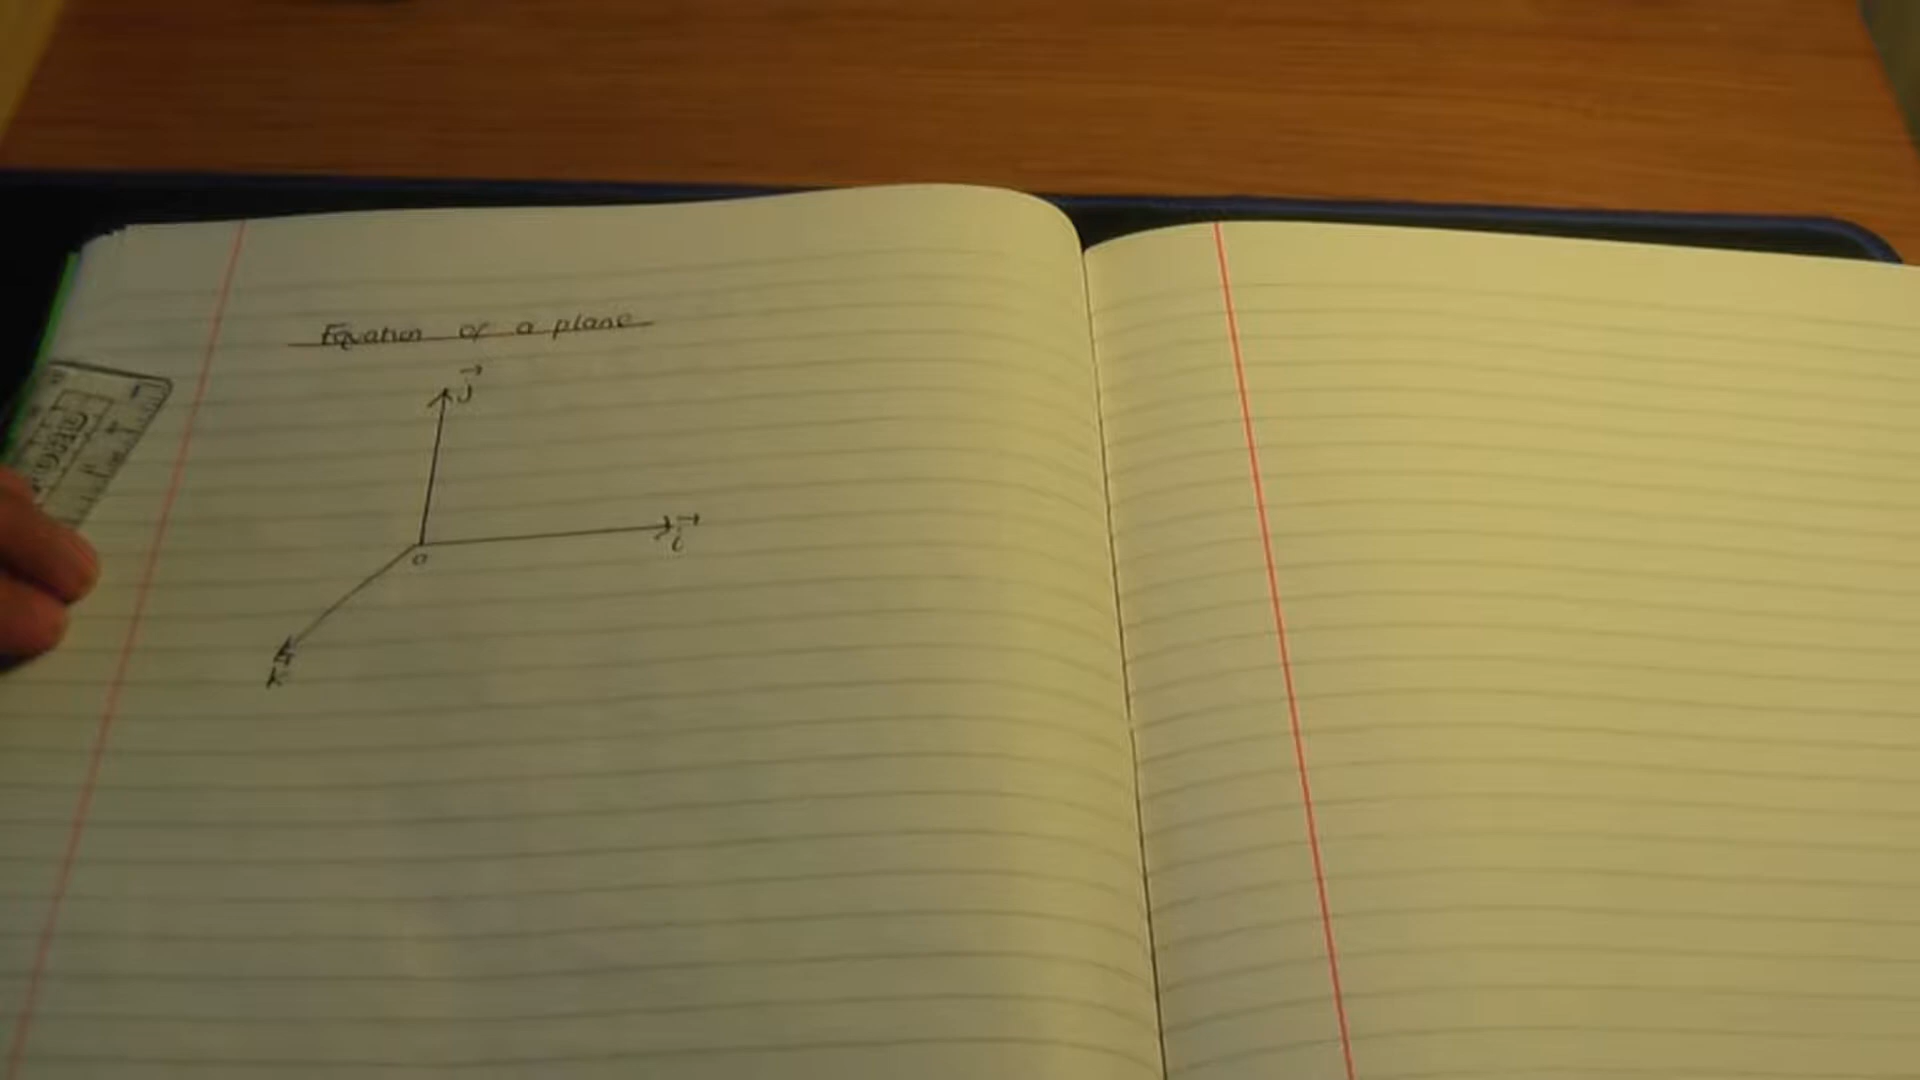 Equation of a plane
j
i
o
k